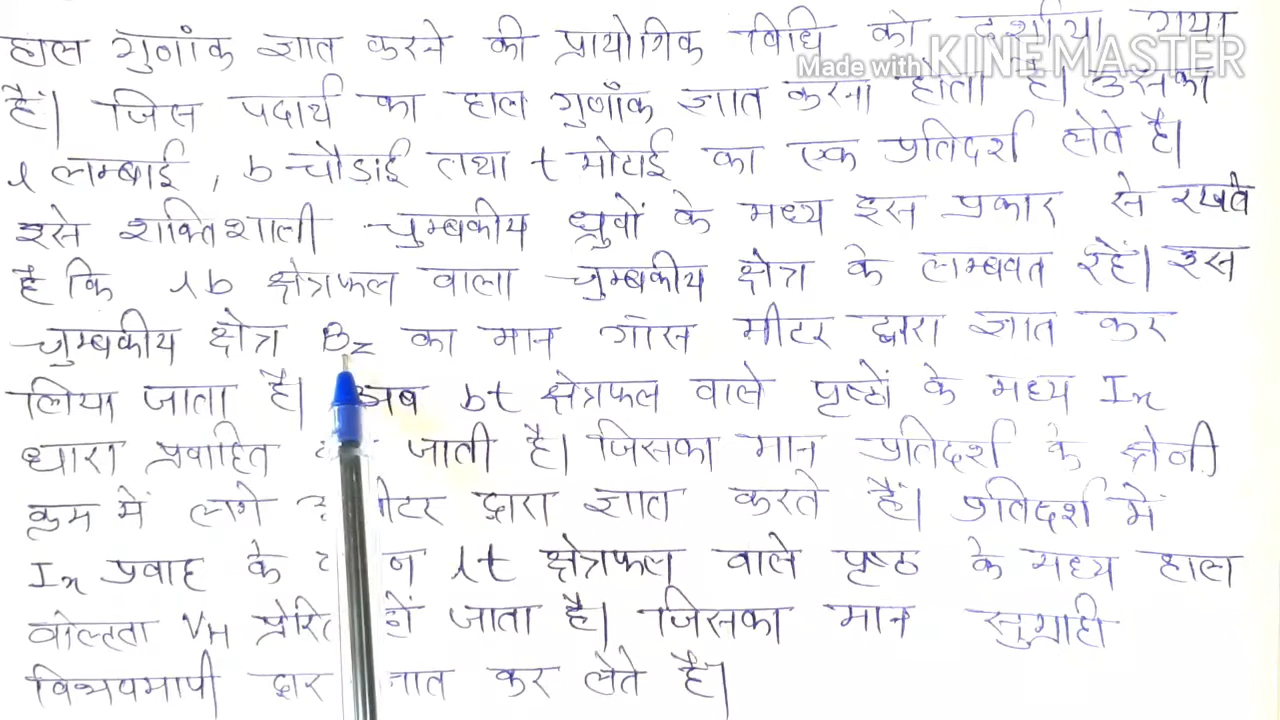 हाल गुणाँक ज्ञात करने की प्रायोगिक विधि को दर्शाया गया
Made with KINEMASTER
हैं। जिस पदार्थ का हाल गुणाँक ज्ञात करना होता है। उसका
l लम्बाई, b चौड़ाई तथा t मोटाई का एक प्रतिदर्श लेते है।
इसे शक्तिशाली चुम्बकीय ध्रुवों के मध्य इस प्रकार से रखते
है कि lb क्षेत्रफल वाला चुम्बकीय क्षेत्र के लम्बवत रहें। इस
चुम्बकीय क्षेत्र Bz का मान गॉस मीटर द्वारा ज्ञात कर
लिया जाता है। अब bt क्षेत्रफल वाले पृष्ठों के मध्य Ix
धारा प्रवाहित जाती है। जिसका मान प्रतिदर्श के श्रेनी
क्रम में लगे मीटर द्वारा ज्ञात करते हैं। प्रतिदर्श में
Ix प्रवाह के lt क्षेत्रफल वाले पृष्ठ के मध्य हाल
वोल्टता VH जाता है। जिसका मान सुग्राही
विभवमापी कर लेते है।